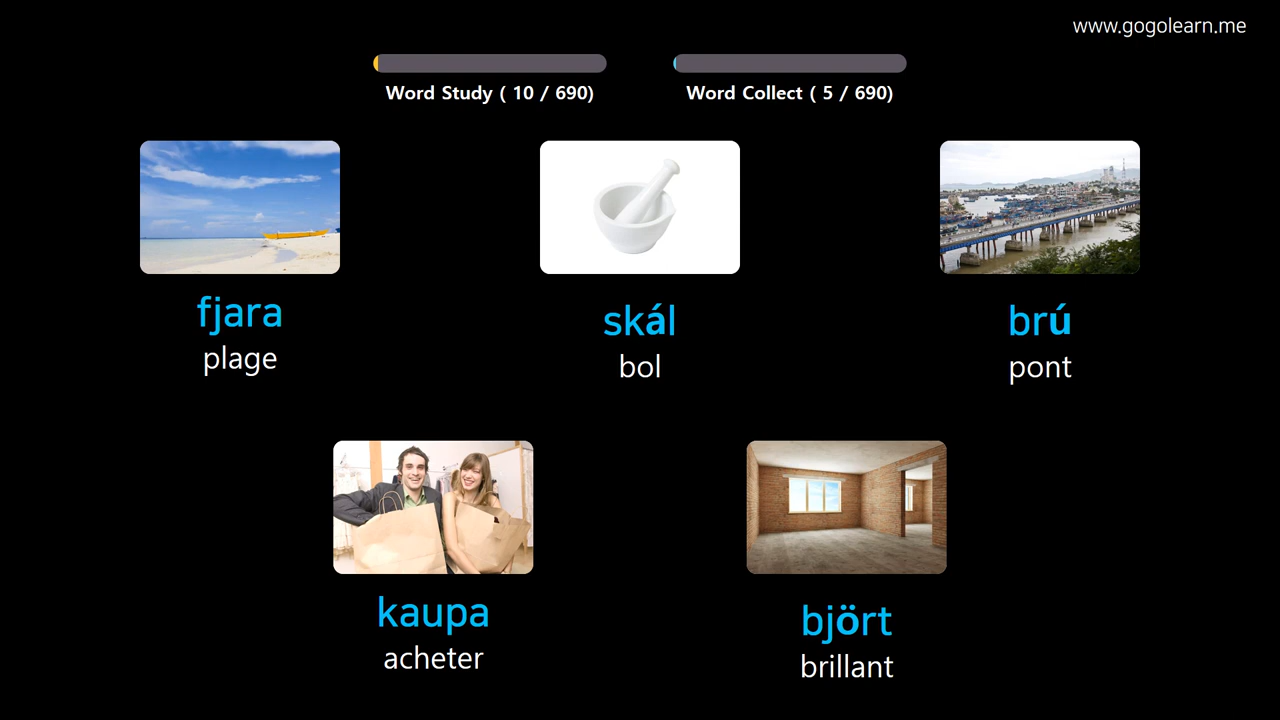 www.gogolearn.me
Word Study ( 10 / 690)
Word Collect ( 5 / 690)
fjara
plage
skál
bol
brú
pont
kaupa
acheter
björt
brillant